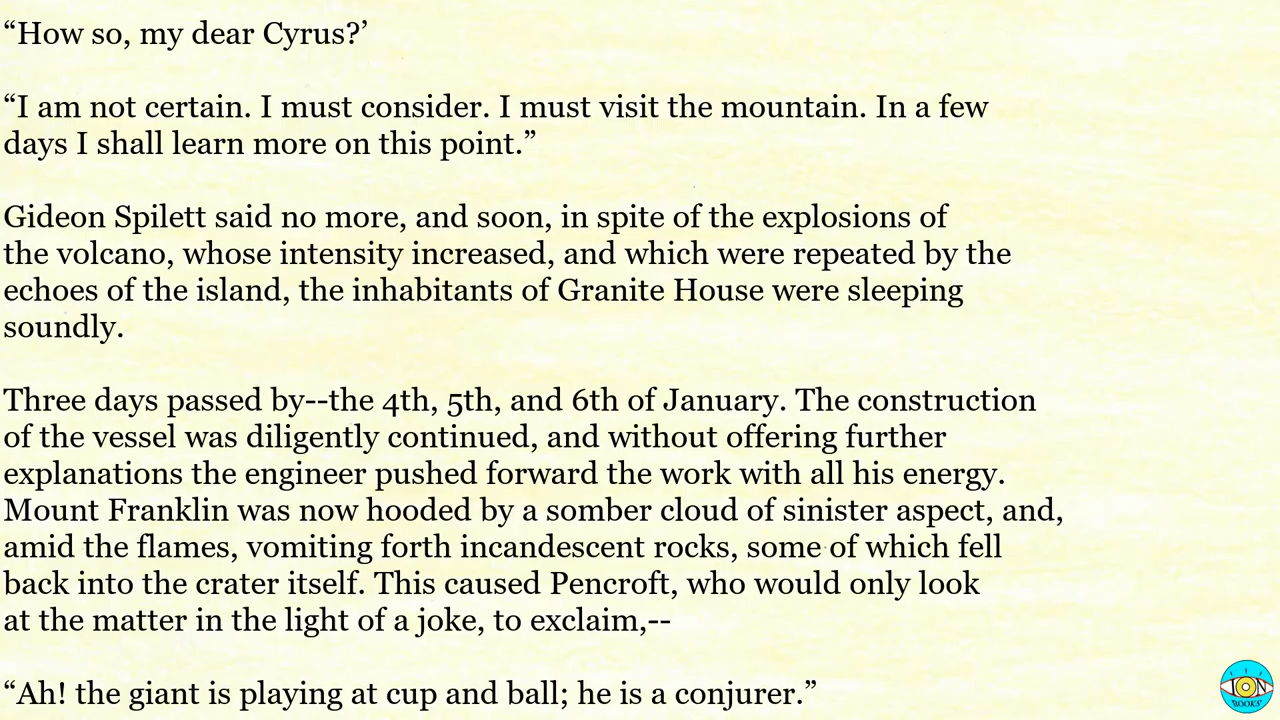 “How so, my dear Cyrus?’
“I am not certain. I must consider. I must visit the mountain. In a few
days I shall learn more on this point.”
Gideon Spilett said no more, and soon, in spite of the explosions of
the volcano, whose intensity increased, and which were repeated by the
echoes of the island, the inhabitants of Granite House were sleeping
soundly.
Three days passed by--the 4th, 5th, and 6th of January. The construction
of the vessel was diligently continued, and without offering further
explanations the engineer pushed forward the work with all his energy.
Mount Franklin was now hooded by a somber cloud of sinister aspect, and,
amid the flames, vomiting forth incandescent rocks, some of which fell
back into the crater itself. This caused Pencroft, who would only look
at the matter in the light of a joke, to exclaim,--
“Ah! the giant is playing at cup and ball; he is a conjurer.”
ION
BOOKS